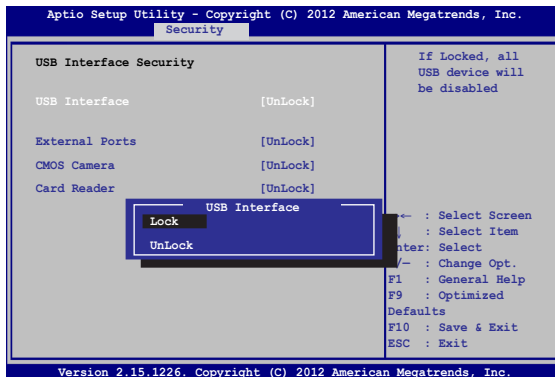 Aptio Setup Utility - Copyright (C) 2012 American Megatrends, Inc.
Security
USB Interface Security
USB Interface [UnLock]
External Ports [UnLock]
CMOS Camera [UnLock]
Card Reader [UnLock]
If Locked, all
USB device will
be disabled
USB Interface
Lock
UnLock
: Select Screen
: Select Item
: Select
: Change Opt.
F1 : General Help
F9 : Optimized
Defaults
F10 : Save & Exit
ESC : Exit
Version 2.15.1226. Copyright (C) 2012 American Megatrends, Inc.